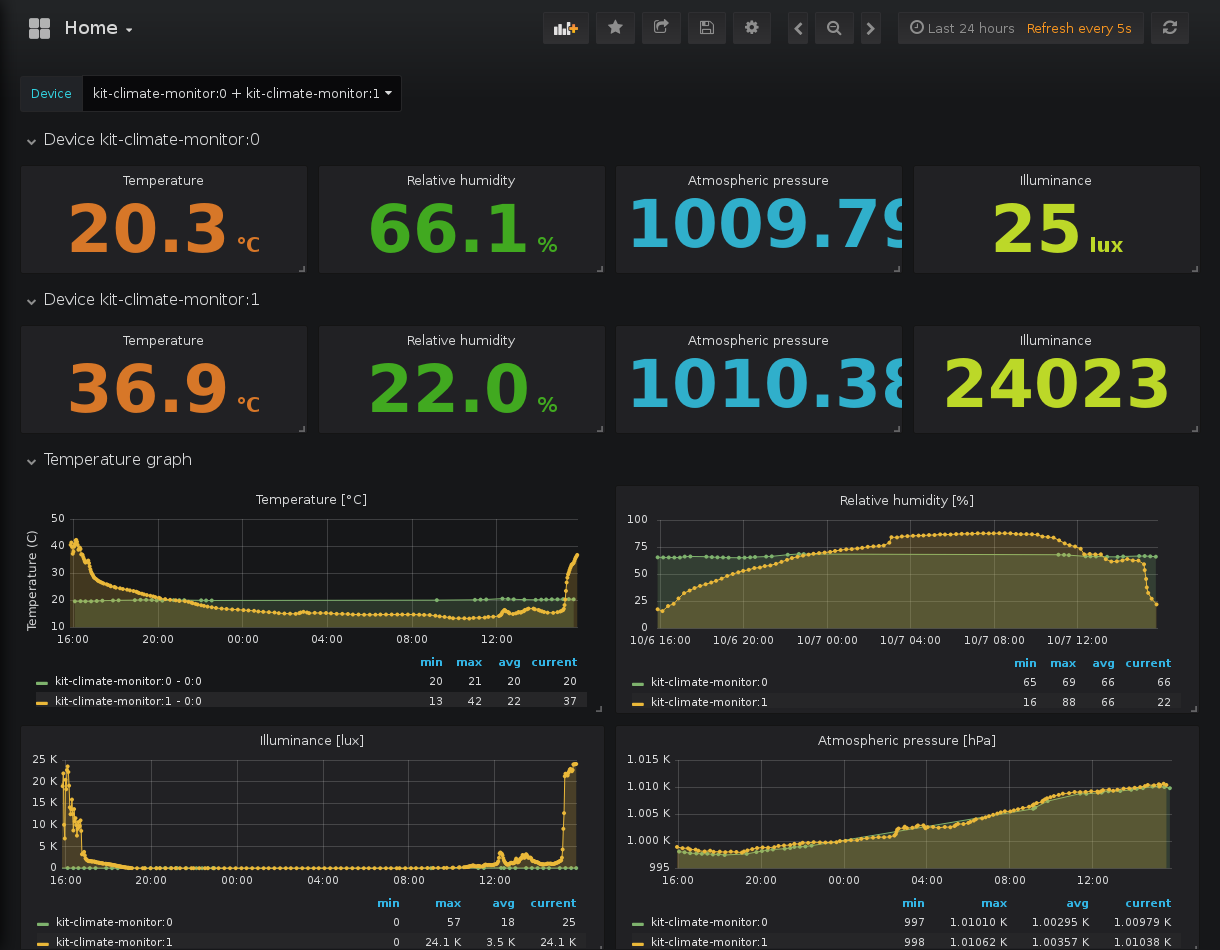 Home
Last 24 hours Refresh every 5s
Device kit-climate-monitor:0 + kit-climate-monitor:1
Device kit-climate-monitor:0
Temperature Relative humidity Atmospheric pressure Illuminance
20.3 °C 66.1 % 1009.79 25 lux
Device kit-climate-monitor:1
Temperature Relative humidity Atmospheric pressure Illuminance
36.9 °C 22.0 % 1010.38 24023
Temperature graph
Temperature [°C]
Temperature (C)
50
40
30
20
10
16:00 20:00 00:00 04:00 08:00 12:00
min max avg current
kit-climate-monitor:0 - 0:0 20 21 20 20
kit-climate-monitor:1 - 0:0 13 42 22 37
Relative humidity [%]
100
75
50
25
0
10/6 16:00 10/6 20:00 10/7 00:00 10/7 04:00 10/7 08:00 10/7 12:00
min max avg current
kit-climate-monitor:0 65 69 66 66
kit-climate-monitor:1 16 88 66 22
Illuminance [lux]
25 K
20 K
15 K
10 K
5 K
0
16:00 20:00 00:00 04:00 08:00 12:00
min max avg current
kit-climate-monitor:0 0 57 18 25
kit-climate-monitor:1 0 24.1 K 3.5 K 24.1 K
Atmospheric pressure [hPa]
1.015 K
1.010 K
1.005 K
1.000 K
995
16:00 20:00 00:00 04:00 08:00 12:00
min max avg current
kit-climate-monitor:0 997 1.01010 K 1.00295 K 1.00979 K
kit-climate-monitor:1 998 1.01062 K 1.00357 K 1.01038 K